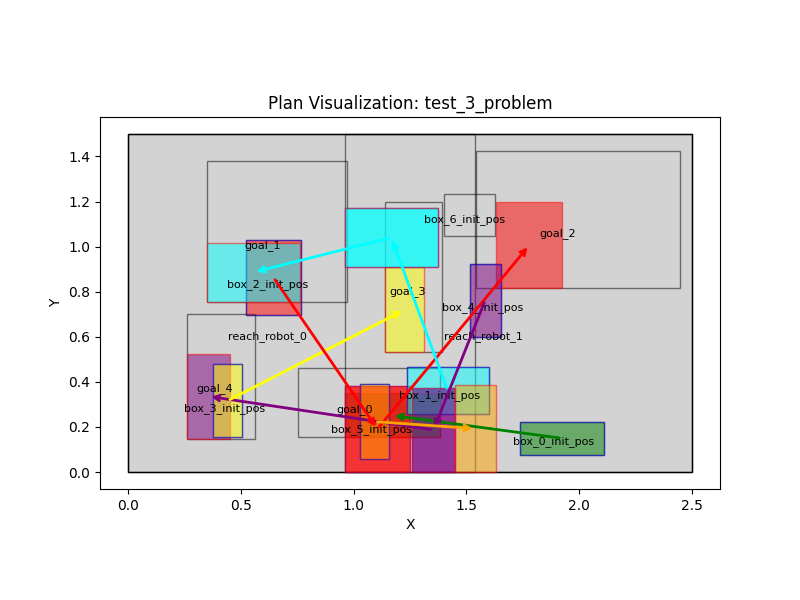 Plan Visualization: test_3_problem
Y
1.4
1.2
1.0
0.8
0.6
0.4
0.2
0.0
box_6_init_pos
goal_2
goal_1
box_2_init_pos
goal_3
box_4_init_pos
reach_robot_0
reach_robot_1
goal_4
box_1_init_pos
box_3_init_pos
goal_0
box_5_init_pos
box_0_init_pos
0.0
0.5
1.0
1.5
2.0
2.5
X